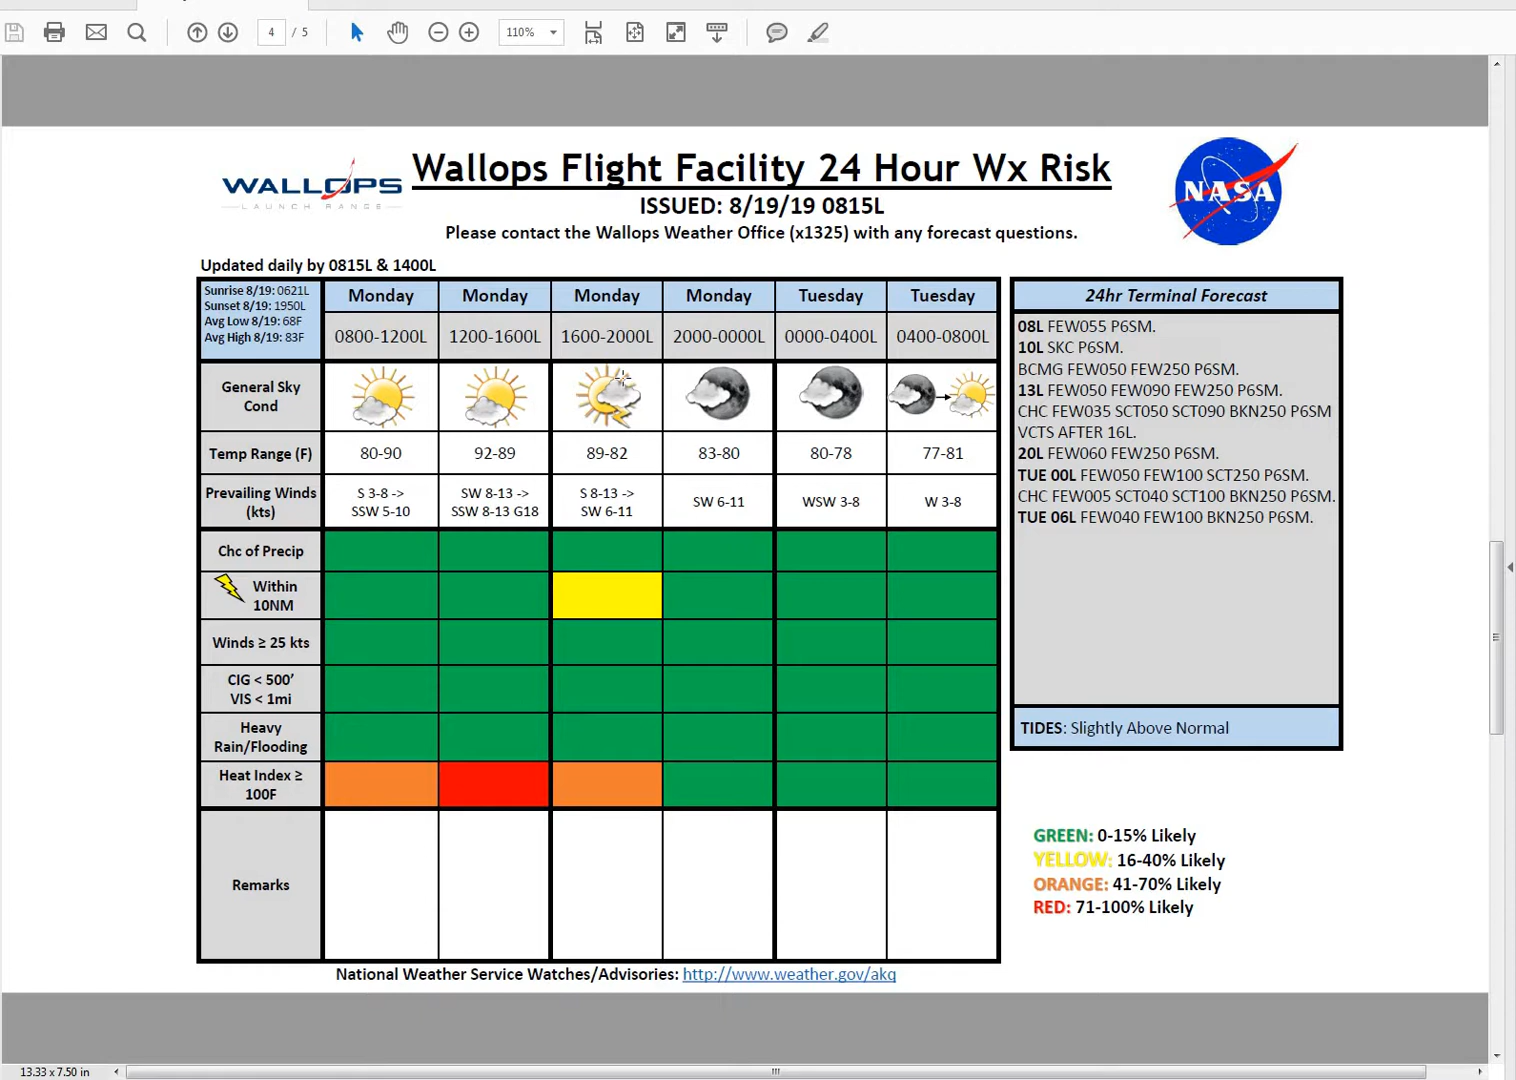 4 / 5
110%
WALLOPS
LAUNCH RANGE
Wallops Flight Facility 24 Hour Wx Risk
NASA
ISSUED: 8/19/19 0815L
Please contact the Wallops Weather Office (x1325) with any forecast questions.
Updated daily by 0815L & 1400L
Sunrise 8/19: 0621L
Sunset 8/19: 1950L
Avg Low 8/19: 68F
Avg High 8/19: 83F
Monday Monday Monday Monday Tuesday Tuesday
0800-1200L 1200-1600L 1600-2000L 2000-0000L 0000-0400L 0400-0800L
General Sky
Cond
Temp Range (F) 80-90 92-89 89-82 83-80 80-78 77-81
Prevailing Winds
(kts)
S 3-8 ->
SSW 5-10
SW 8-13 ->
SSW 8-13 G18
S 8-13 ->
SW 6-11
SW 6-11
WSW 3-8
W 3-8
Chc of Precip
Within
10NM
Winds ≥ 25 kts
CIG < 500’
VIS < 1mi
Heavy
Rain/Flooding
Heat Index ≥
100F
Remarks
24hr Terminal Forecast
08L FEW055 P6SM.
10L SKC P6SM.
BCMG FEW050 FEW250 P6SM.
13L FEW050 FEW090 FEW250 P6SM.
CHC FEW035 SCT050 SCT090 BKN250 P6SM
VCTS AFTER 16L.
20L FEW060 FEW250 P6SM.
TUE 00L FEW050 FEW100 SCT250 P6SM.
CHC FEW005 SCT040 SCT100 BKN250 P6SM.
TUE 06L FEW040 FEW100 BKN250 P6SM.
TIDES: Slightly Above Normal
GREEN: 0-15% Likely
YELLOW: 16-40% Likely
ORANGE: 41-70% Likely
RED: 71-100% Likely
National Weather Service Watches/Advisories: http://www.weather.gov/akq
13.33 x 7.50 in